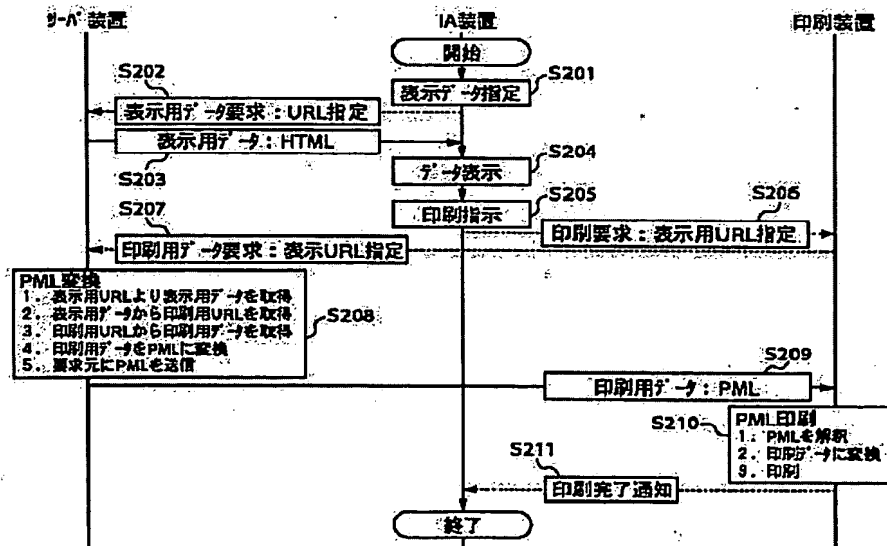 サーバ装置
IA装置
印刷装置
開始
S201
表示データ指定
S202
表示用データ要求：URL指定
表示用データ：HTML
S203
S204
データ表示
S205
印刷指示
S206
印刷要求：表示用URL指定
S207
印刷用データ要求：表示URL指定
PML変換
1. 表示用URLより表示用データを取得
2. 表示用データから印刷用URLを取得
3. 印刷用URLから印刷用データを取得
4. 印刷用データをPMLに変換
5. 要求元にPMLを送信
S208
S209
印刷用データ：PML
S210
PML印刷
1. PMLを解釈
2. 印刷データに変換
3. 印刷
S211
印刷完了通知
終了